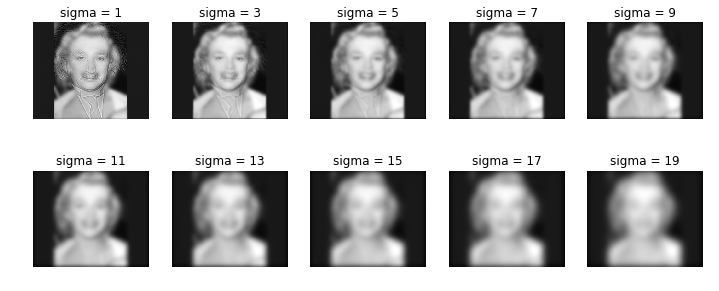 sigma = 1
sigma = 3
sigma = 5
sigma = 7
sigma = 9
sigma = 11
sigma = 13
sigma = 15
sigma = 17
sigma = 19